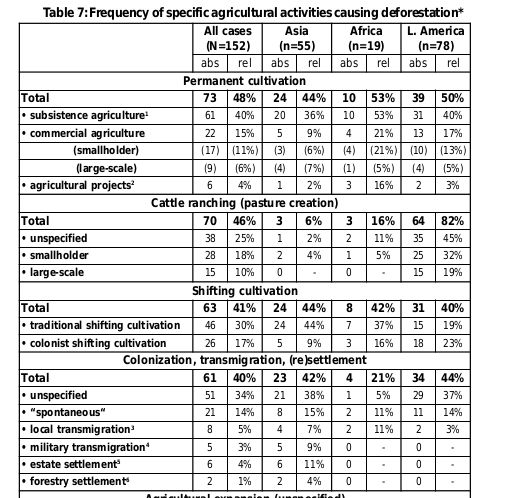 Table 7: Frequency of specific agricultural activities causing deforestation*
All cases (N=152) Asia (n=55) Africa (n=19) L. America (n=78)
abs rel abs rel abs rel abs rel
Permanent cultivation
Total 73 48% 24 44% 10 53% 39 50%
• subsistence agriculture¹ 61 40% 20 36% 10 53% 31 40%
• commercial agriculture 22 15% 5 9% 4 21% 13 17%
(smallholder) (17) (11%) (3) (6%) (4) (21%) (10) (13%)
(large-scale) (9) (6%) (4) (7%) (1) (5%) (4) (5%)
• agricultural projects² 6 4% 1 2% 3 16% 2 3%
Cattle ranching (pasture creation)
Total 70 46% 3 6% 3 16% 64 82%
• unspecified 38 25% 1 2% 2 11% 35 45%
• smallholder 28 18% 2 4% 1 5% 25 32%
• large-scale 15 10% 0 - 0 - 15 19%
Shifting cultivation
Total 63 41% 24 44% 8 42% 31 40%
• traditional shifting cultivation 46 30% 24 44% 7 37% 15 19%
• colonist shifting cultivation 26 17% 5 9% 3 16% 18 23%
Colonization, transmigration, (re)settlement
Total 61 40% 23 42% 4 21% 34 44%
• unspecified 51 34% 21 38% 1 5% 29 37%
• "spontaneous" 21 14% 8 15% 2 11% 11 14%
• local transmigration³ 8 5% 4 7% 2 11% 2 3%
• military transmigration⁴ 5 3% 5 9% 0 - 0 -
• estate settlement⁵ 6 4% 6 11% 0 - 0 -
• forestry settlement⁶ 2 1% 2 4% 0 - 0 -
Agricultural expansion (unspecified)